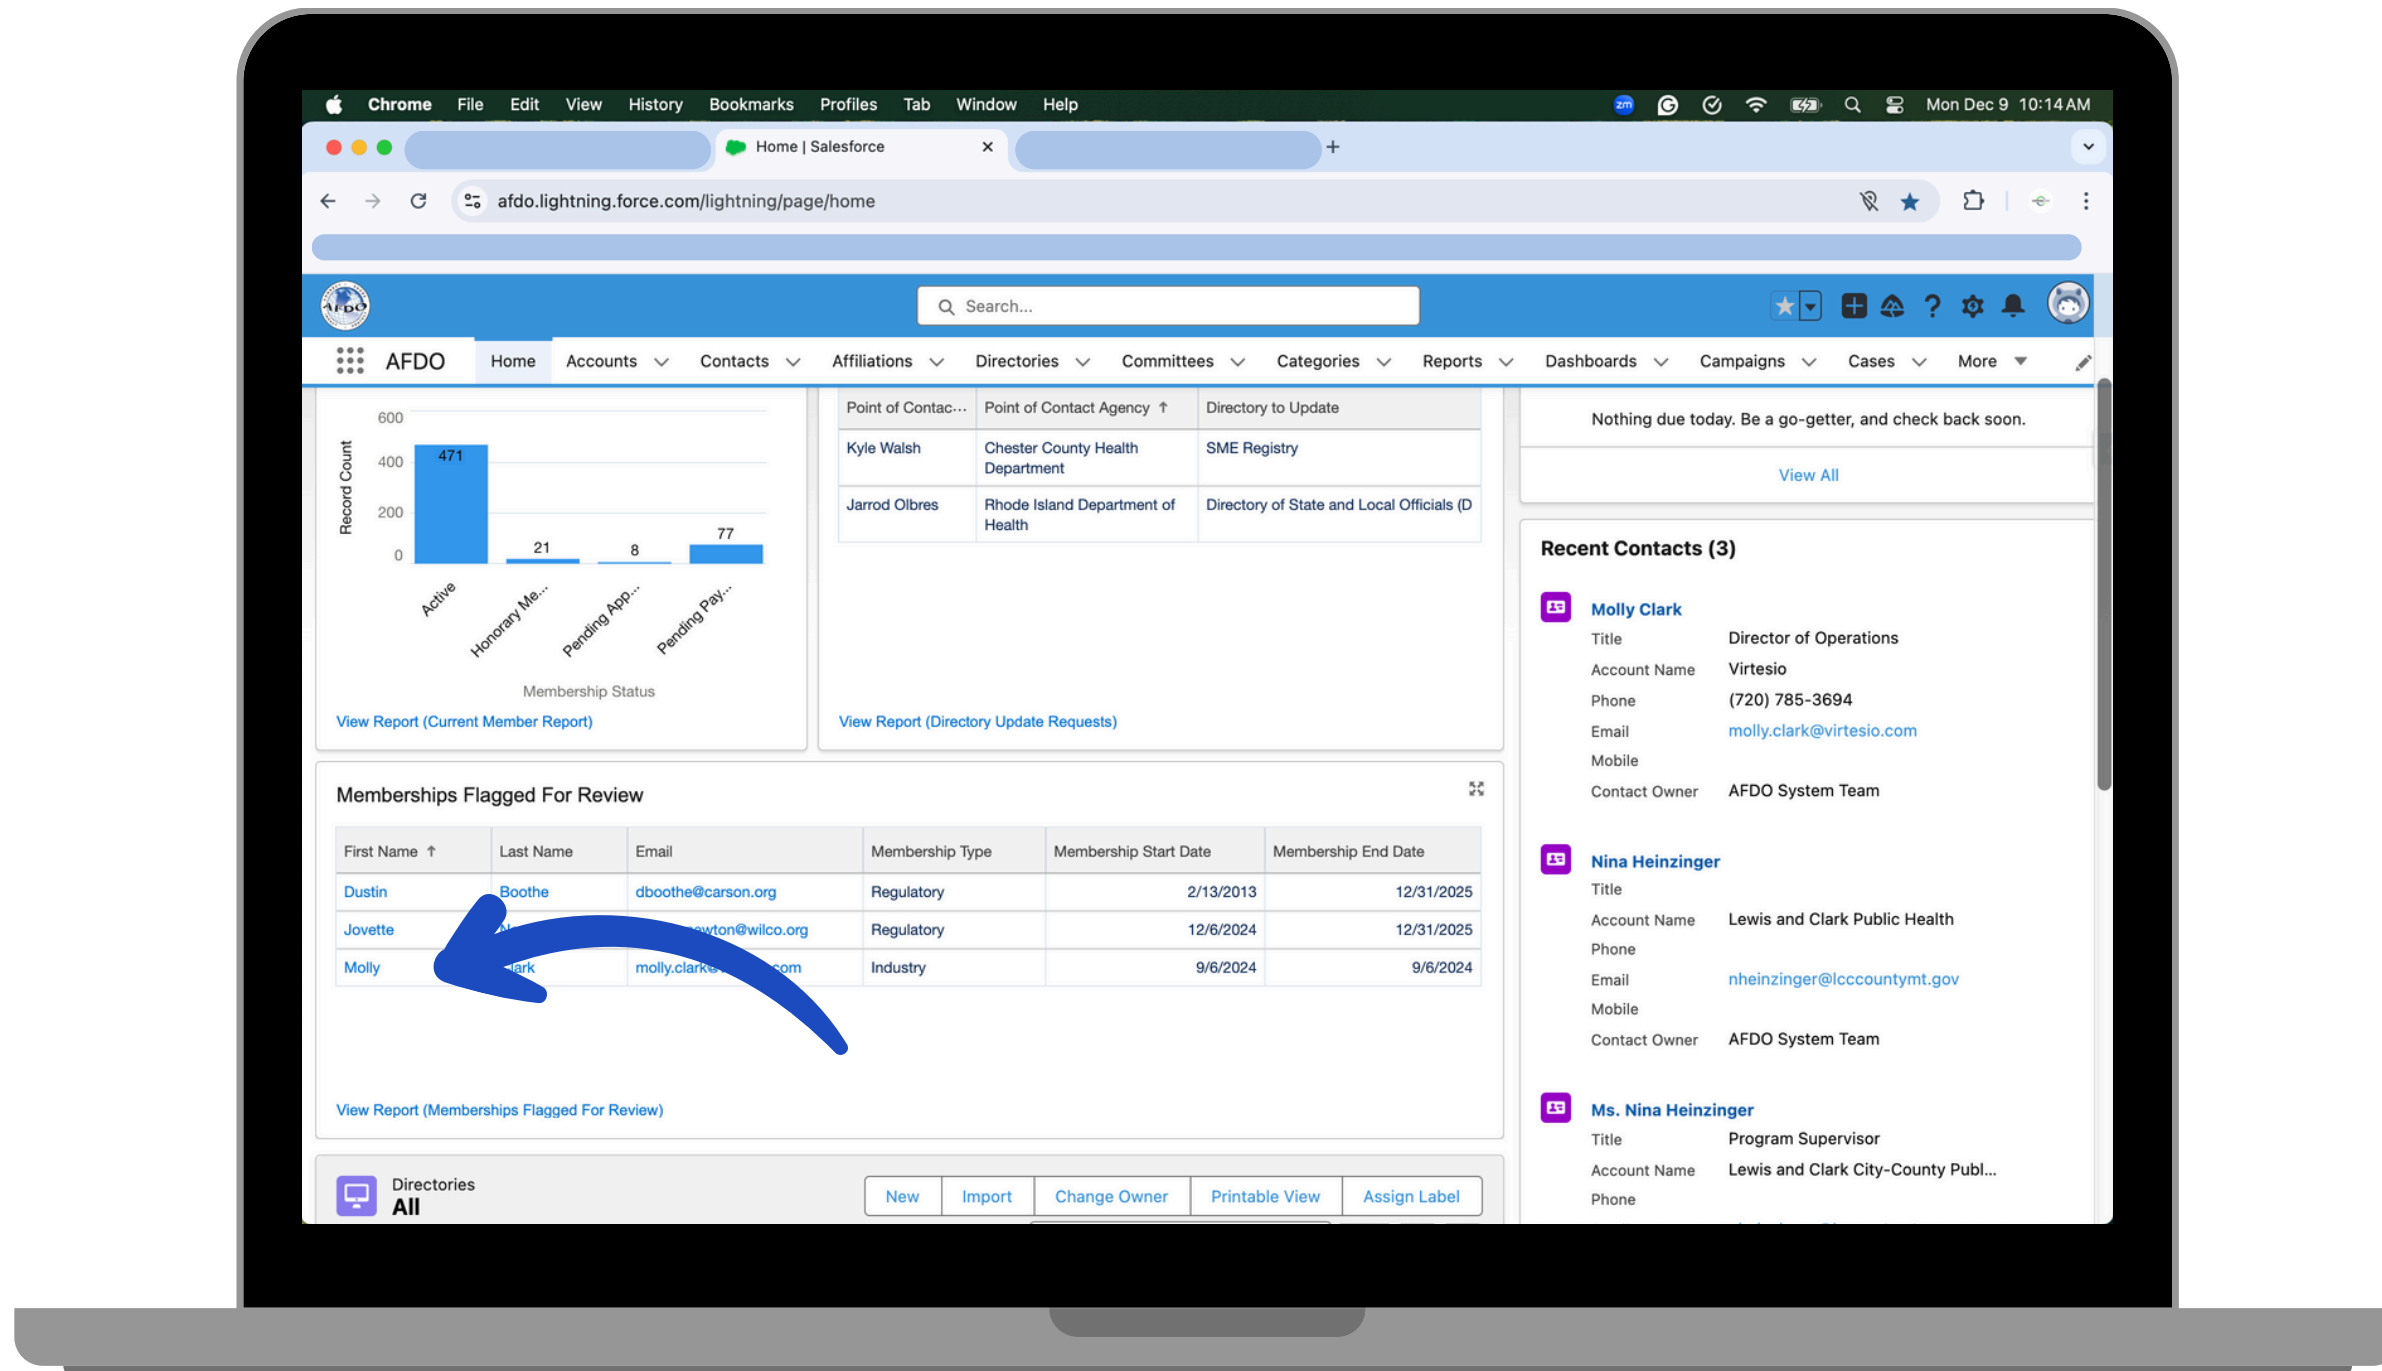 Chrome File Edit View History Bookmarks Profiles Tab Window Help zm Mon Dec 9 10:14 AM
Home | Salesforce
afdo.lightning.force.com/lightning/page/home
AFDO Search...
AFDO Home Accounts Contacts Affiliations Directories Committees Categories Reports Dashboards Campaigns Cases More
600
400
200
0
Record Count
471
21
8
77
Active
Honorary Me...
Pending App...
Pending Pay...
Membership Status
View Report (Current Member Report)
Point of Contac... Point of Contact Agency ↑ Directory to Update
Kyle Walsh Chester County Health SME Registry
Department
Jarrod Olbres Rhode Island Department of Directory of State and Local Officials (D
Health
View Report (Directory Update Requests)
Nothing due today. Be a go-getter, and check back soon.
View All
Memberships Flagged For Review
First Name ↑ Last Name Email Membership Type Membership Start Date Membership End Date
Dustin Boothe dboothe@carson.org Regulatory 2/13/2013 12/31/2025
Jovette Regulatory 12/6/2024 12/31/2025
Molly Industry 9/6/2024 9/6/2024
View Report (Memberships Flagged For Review)
Directories
All
New Import Change Owner Printable View Assign Label
Recent Contacts (3)
Molly Clark
Title Director of Operations
Account Name Virtesio
Phone (720) 785-3694
Email molly.clark@virtesio.com
Mobile
Contact Owner AFDO System Team
Nina Heinzinger
Title
Account Name Lewis and Clark Public Health
Phone
Email nheinzinger@lcccountymt.gov
Mobile
Contact Owner AFDO System Team
Ms. Nina Heinzinger
Title Program Supervisor
Account Name Lewis and Clark City-County Publ...
Phone